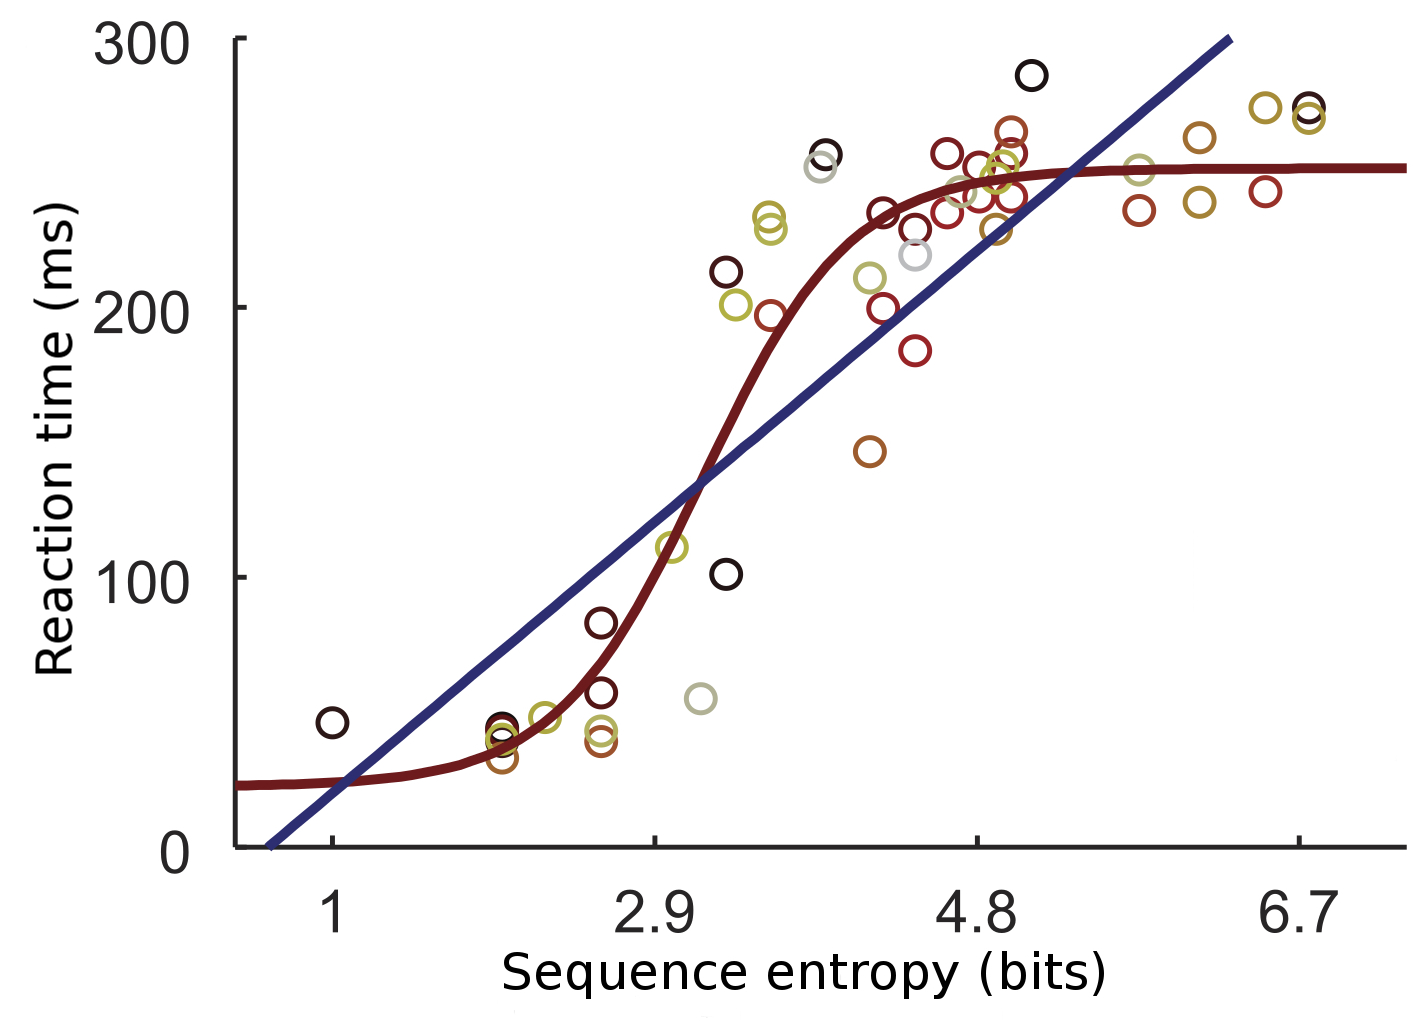 300
200
100
0
Reaction time (ms)
1 2.9 4.8 6.7
Sequence entropy (bits)